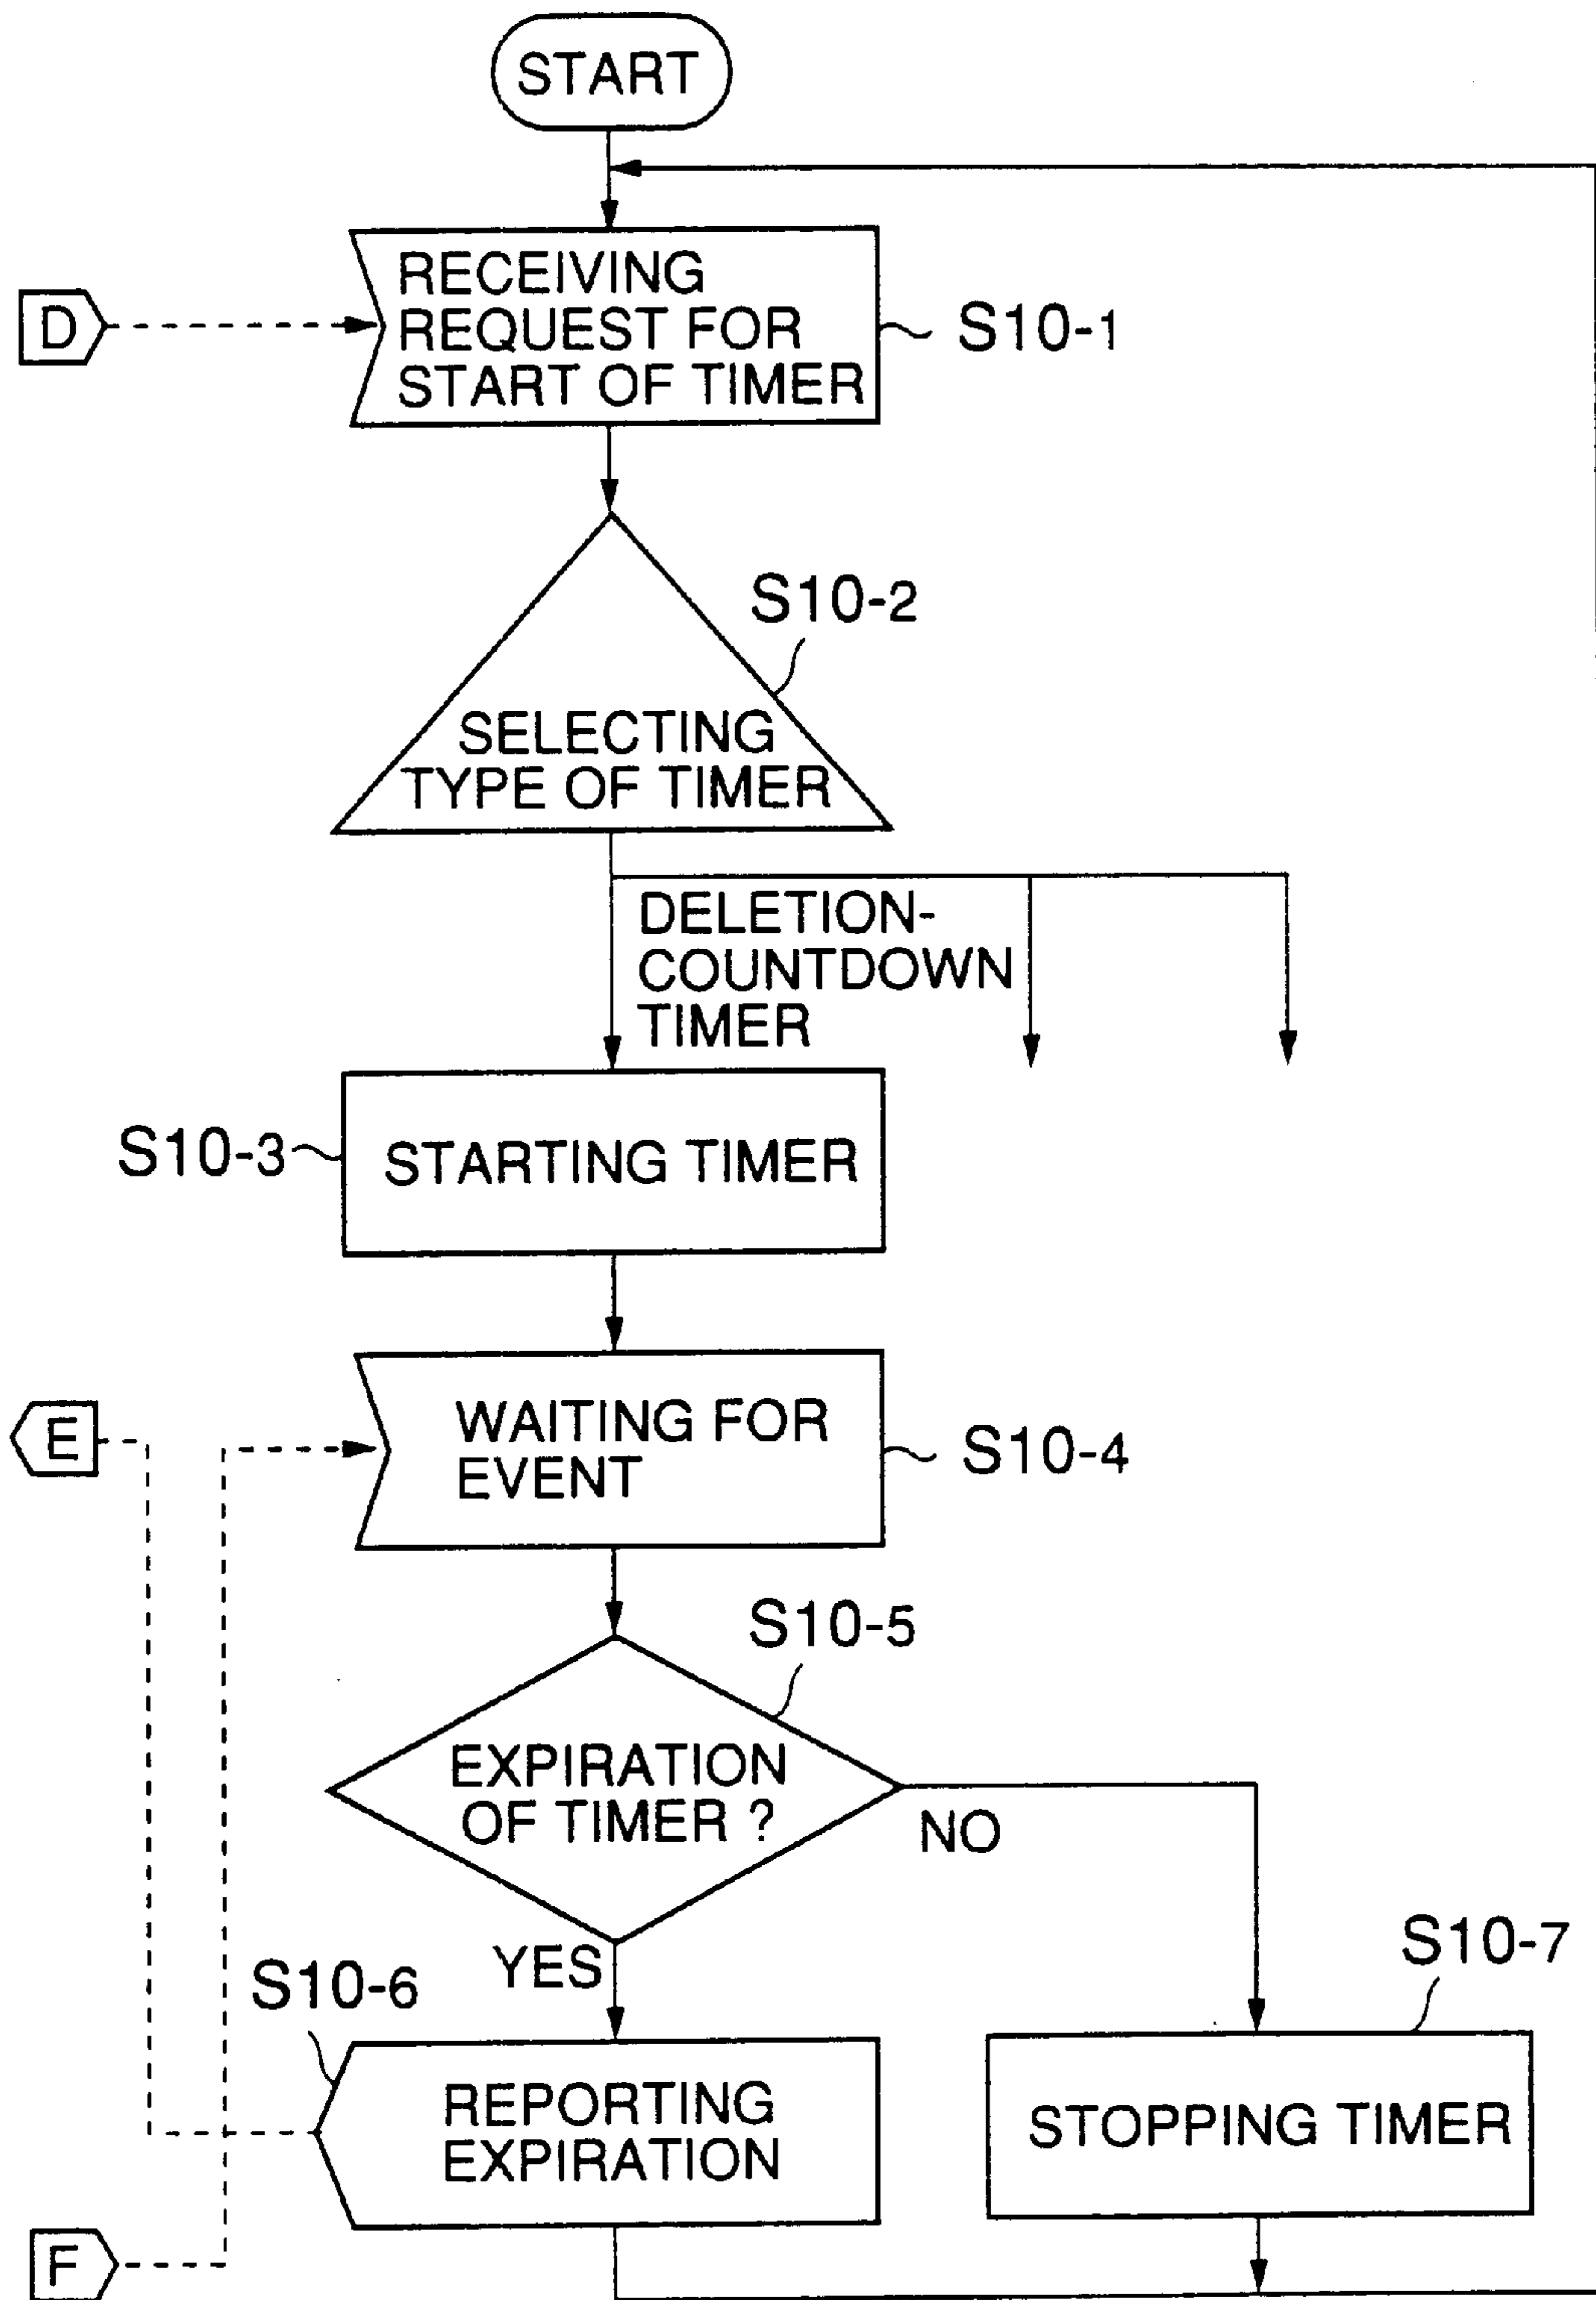 START
RECEIVING
REQUEST FOR
START OF TIMER
D
S10-1
S10-2
SELECTING
TYPE OF TIMER
DELETION-
COUNTDOWN
TIMER
S10-3
STARTING TIMER
E
WAITING FOR
EVENT
S10-4
S10-5
EXPIRATION
OF TIMER ?
NO
YES
S10-6
S10-7
REPORTING
EXPIRATION
STOPPING TIMER
F